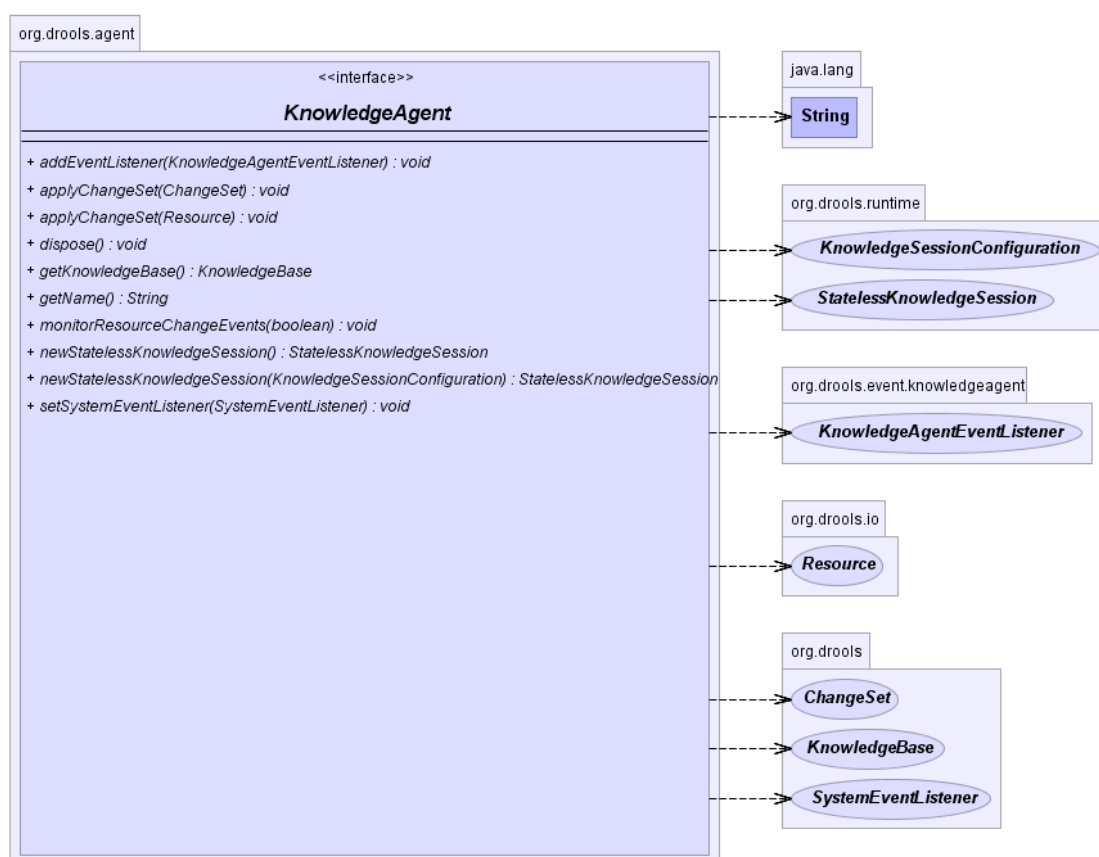 org.drools.agent
<<interface>>
KnowledgeAgent
+ addEventListener(KnowledgeAgentEventListener) : void
+ applyChangeSet(ChangeSet) : void
+ applyChangeSet(Resource) : void
+ dispose() : void
+ getKnowledgeBase() : KnowledgeBase
+ getName() : String
+ monitorResourceChangeEvents(boolean) : void
+ newStatelessKnowledgeSession() : StatelessKnowledgeSession
+ newStatelessKnowledgeSession(KnowledgeSessionConfiguration) : StatelessKnowledgeSession
+ setSystemEventListener(SystemEventListener) : void
java.lang
String
org.drools.runtime
KnowledgeSessionConfiguration
StatelessKnowledgeSession
org.drools.event.knowledgeagent
KnowledgeAgentEventListener
org.drools.io
Resource
org.drools
ChangeSet
KnowledgeBase
SystemEventListener